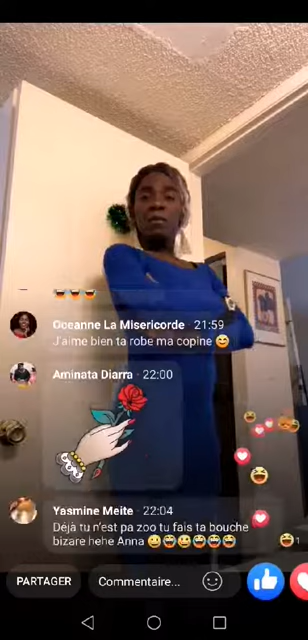 Oceanne La Misericorde · 21:59
J'aime bien ta robe ma copine 😄
Aminata Diarra · 22:00
Yasmine Meite · 22:04
Déjà tu n'est pa zoo tu fais ta bouche
bizare hehe Anna 😀😂😀😂😂😂
😆1
PARTAGER
Commentaire...